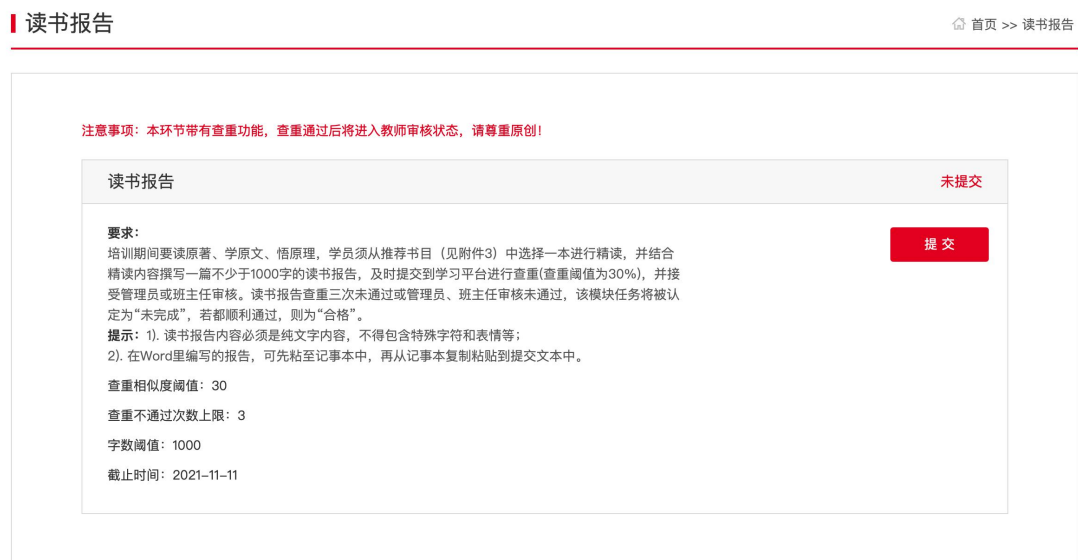 读书报告
首页 >> 读书报告
注意事项：本环节带有查重功能，查重通过后将进入教师审核状态，请尊重原创！
读书报告
未提交
要求：
培训期间要读原著、学原文、悟原理，学员须从推荐书目（见附件3）中选择一本进行精读，并结合
精读内容撰写一篇不少于1000字的读书报告，及时提交到学习平台进行查重(查重阈值为30%)，并接
受管理员或班主任审核。读书报告查重三次未通过或管理员、班主任审核未通过，该模块任务将被认
定为“未完成”，若都顺利通过，则为“合格”。
提示：1). 读书报告内容必须是纯文字内容，不得包含特殊字符和表情等；
2). 在Word里编写的报告，可先粘至记事本中，再从记事本复制粘贴到提交文本中。
提 交
查重相似度阈值：30
查重不通过次数上限：3
字数阈值：1000
截止时间：2021-11-11